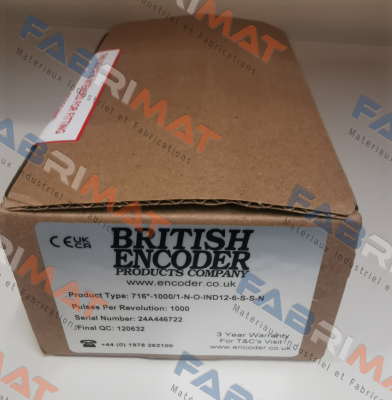 BRITISH
ENCODER
PRODUCTS COMPANY
www.encoder.co.uk
CE UK CA
Product Type: 716*-1000/1-N-O-IND12-6-S-S-N
Pulses Per Revolution: 1000
Serial Number: 24A446722
Final QC: 120632
3 Year Warranty
For T&C's Visit
www.encoder.co.uk
+44 (0) 1978 262100
FABRIMAT
Materiaux Industriel et Fabrications